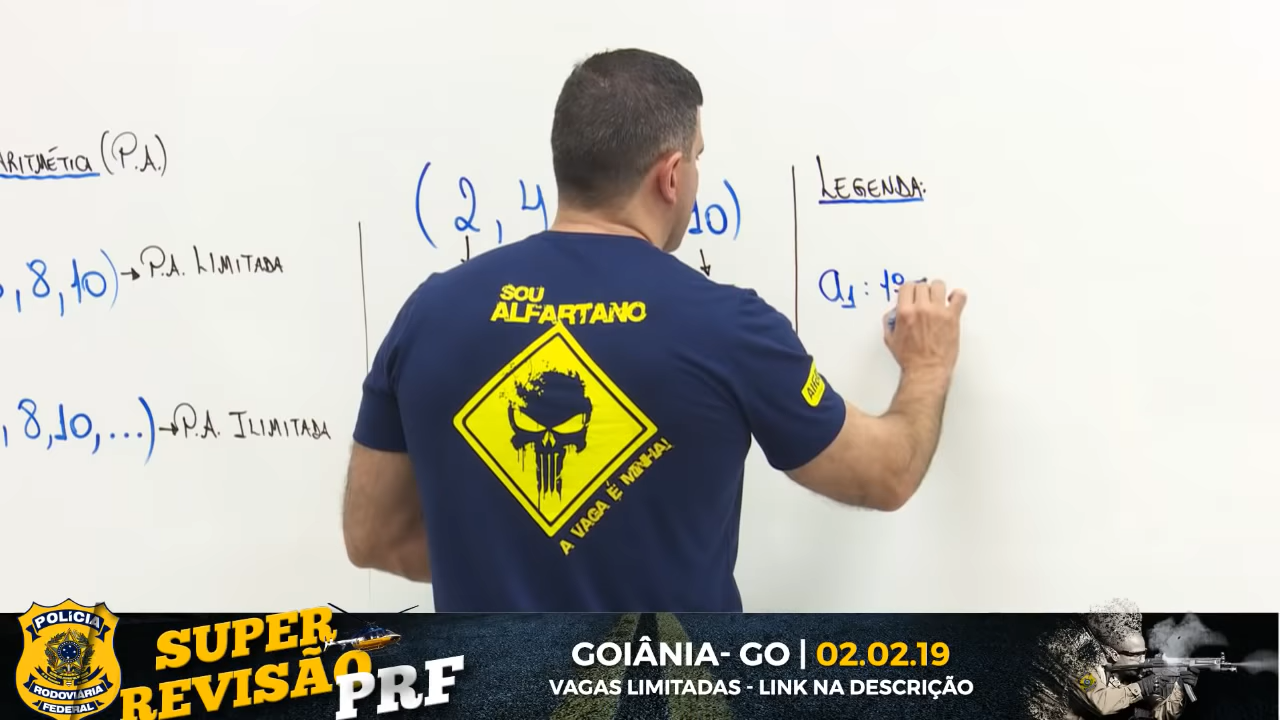 ARITMÉTICA (P.A.)
, 8, 10) → P.A. LIMITADA
, 8, 10, ...) → P.A. ILIMITADA
(2, 4
10)
LEGENDA:
a1 : 1º
SOU
ALFARTANO
A VAGA É MINHA!
POLÍCIA
RODOVIÁRIA
FEDERAL
SUPER
REVISÃO
PRF
GOIÂNIA- GO | 02.02.19
VAGAS LIMITADAS - LINK NA DESCRIÇÃO